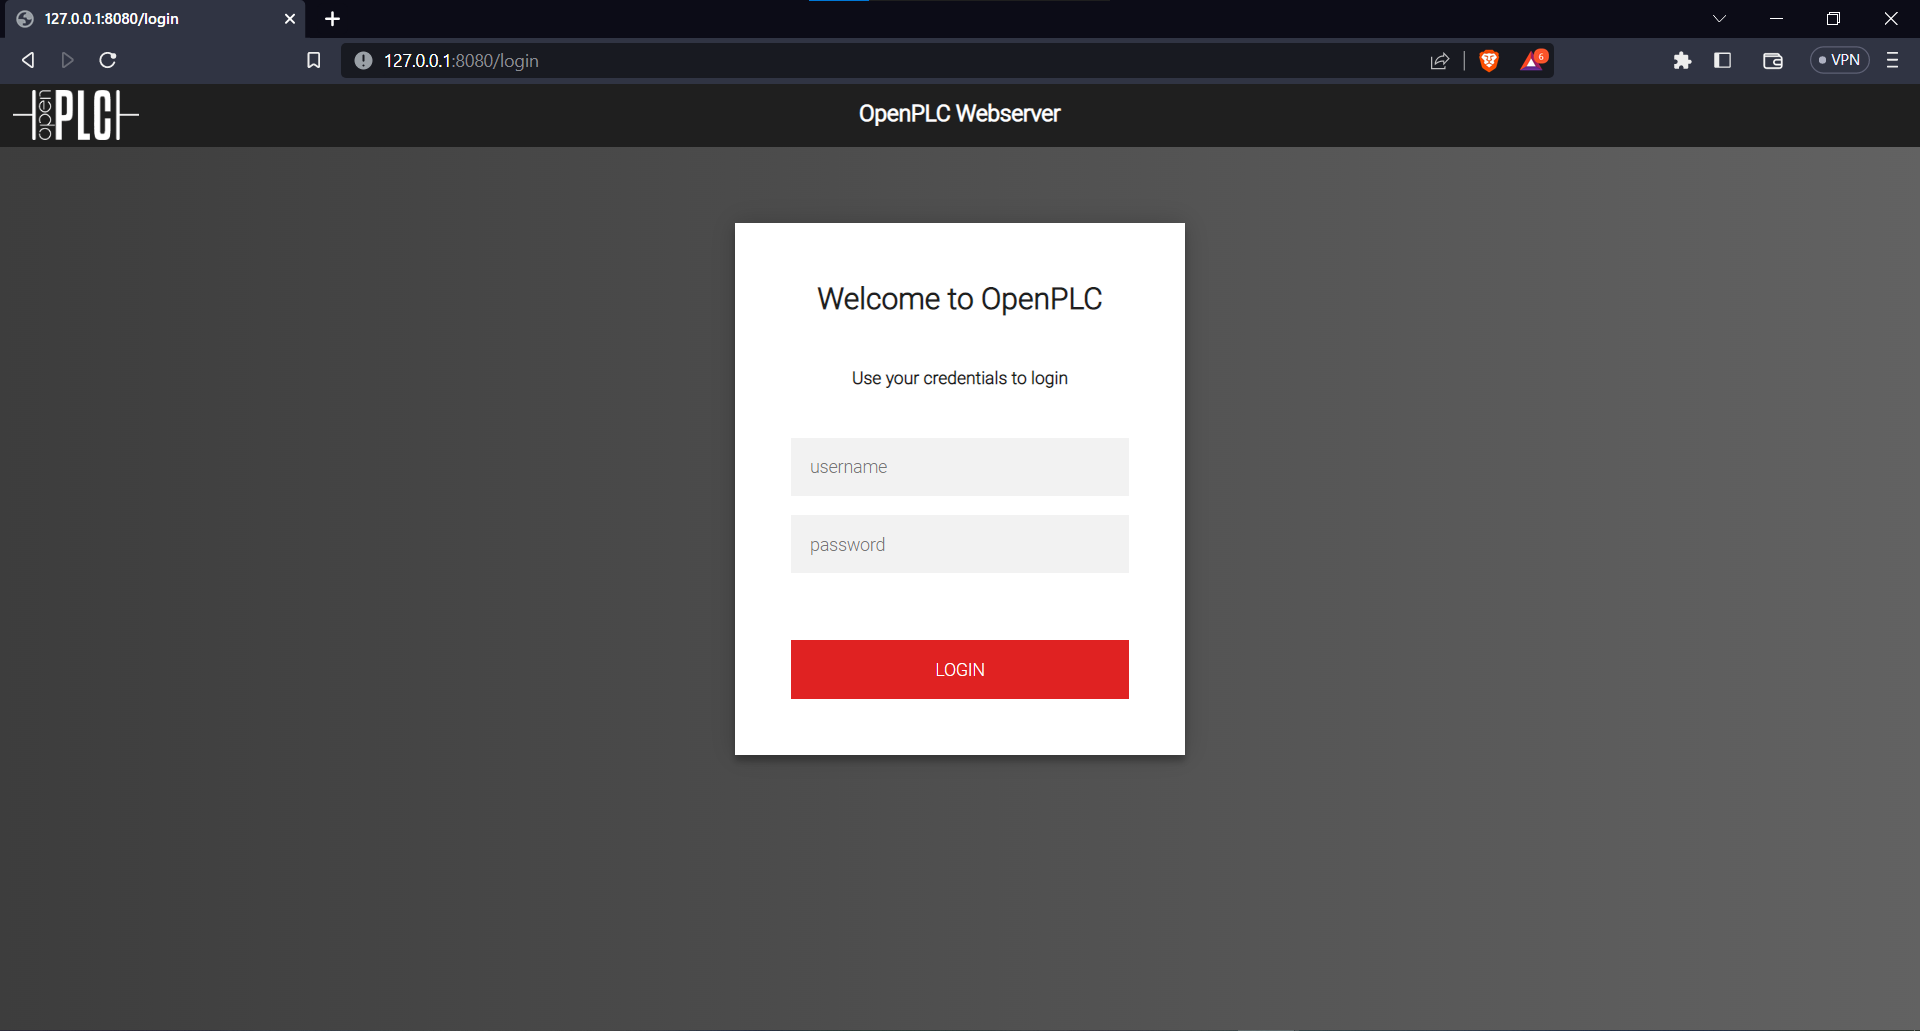 127.0.0.1:8080/login
127.0.0.1:8080/login
6
VPN
open PLC
OpenPLC Webserver
Welcome to OpenPLC
Use your credentials to login
username
password
LOGIN